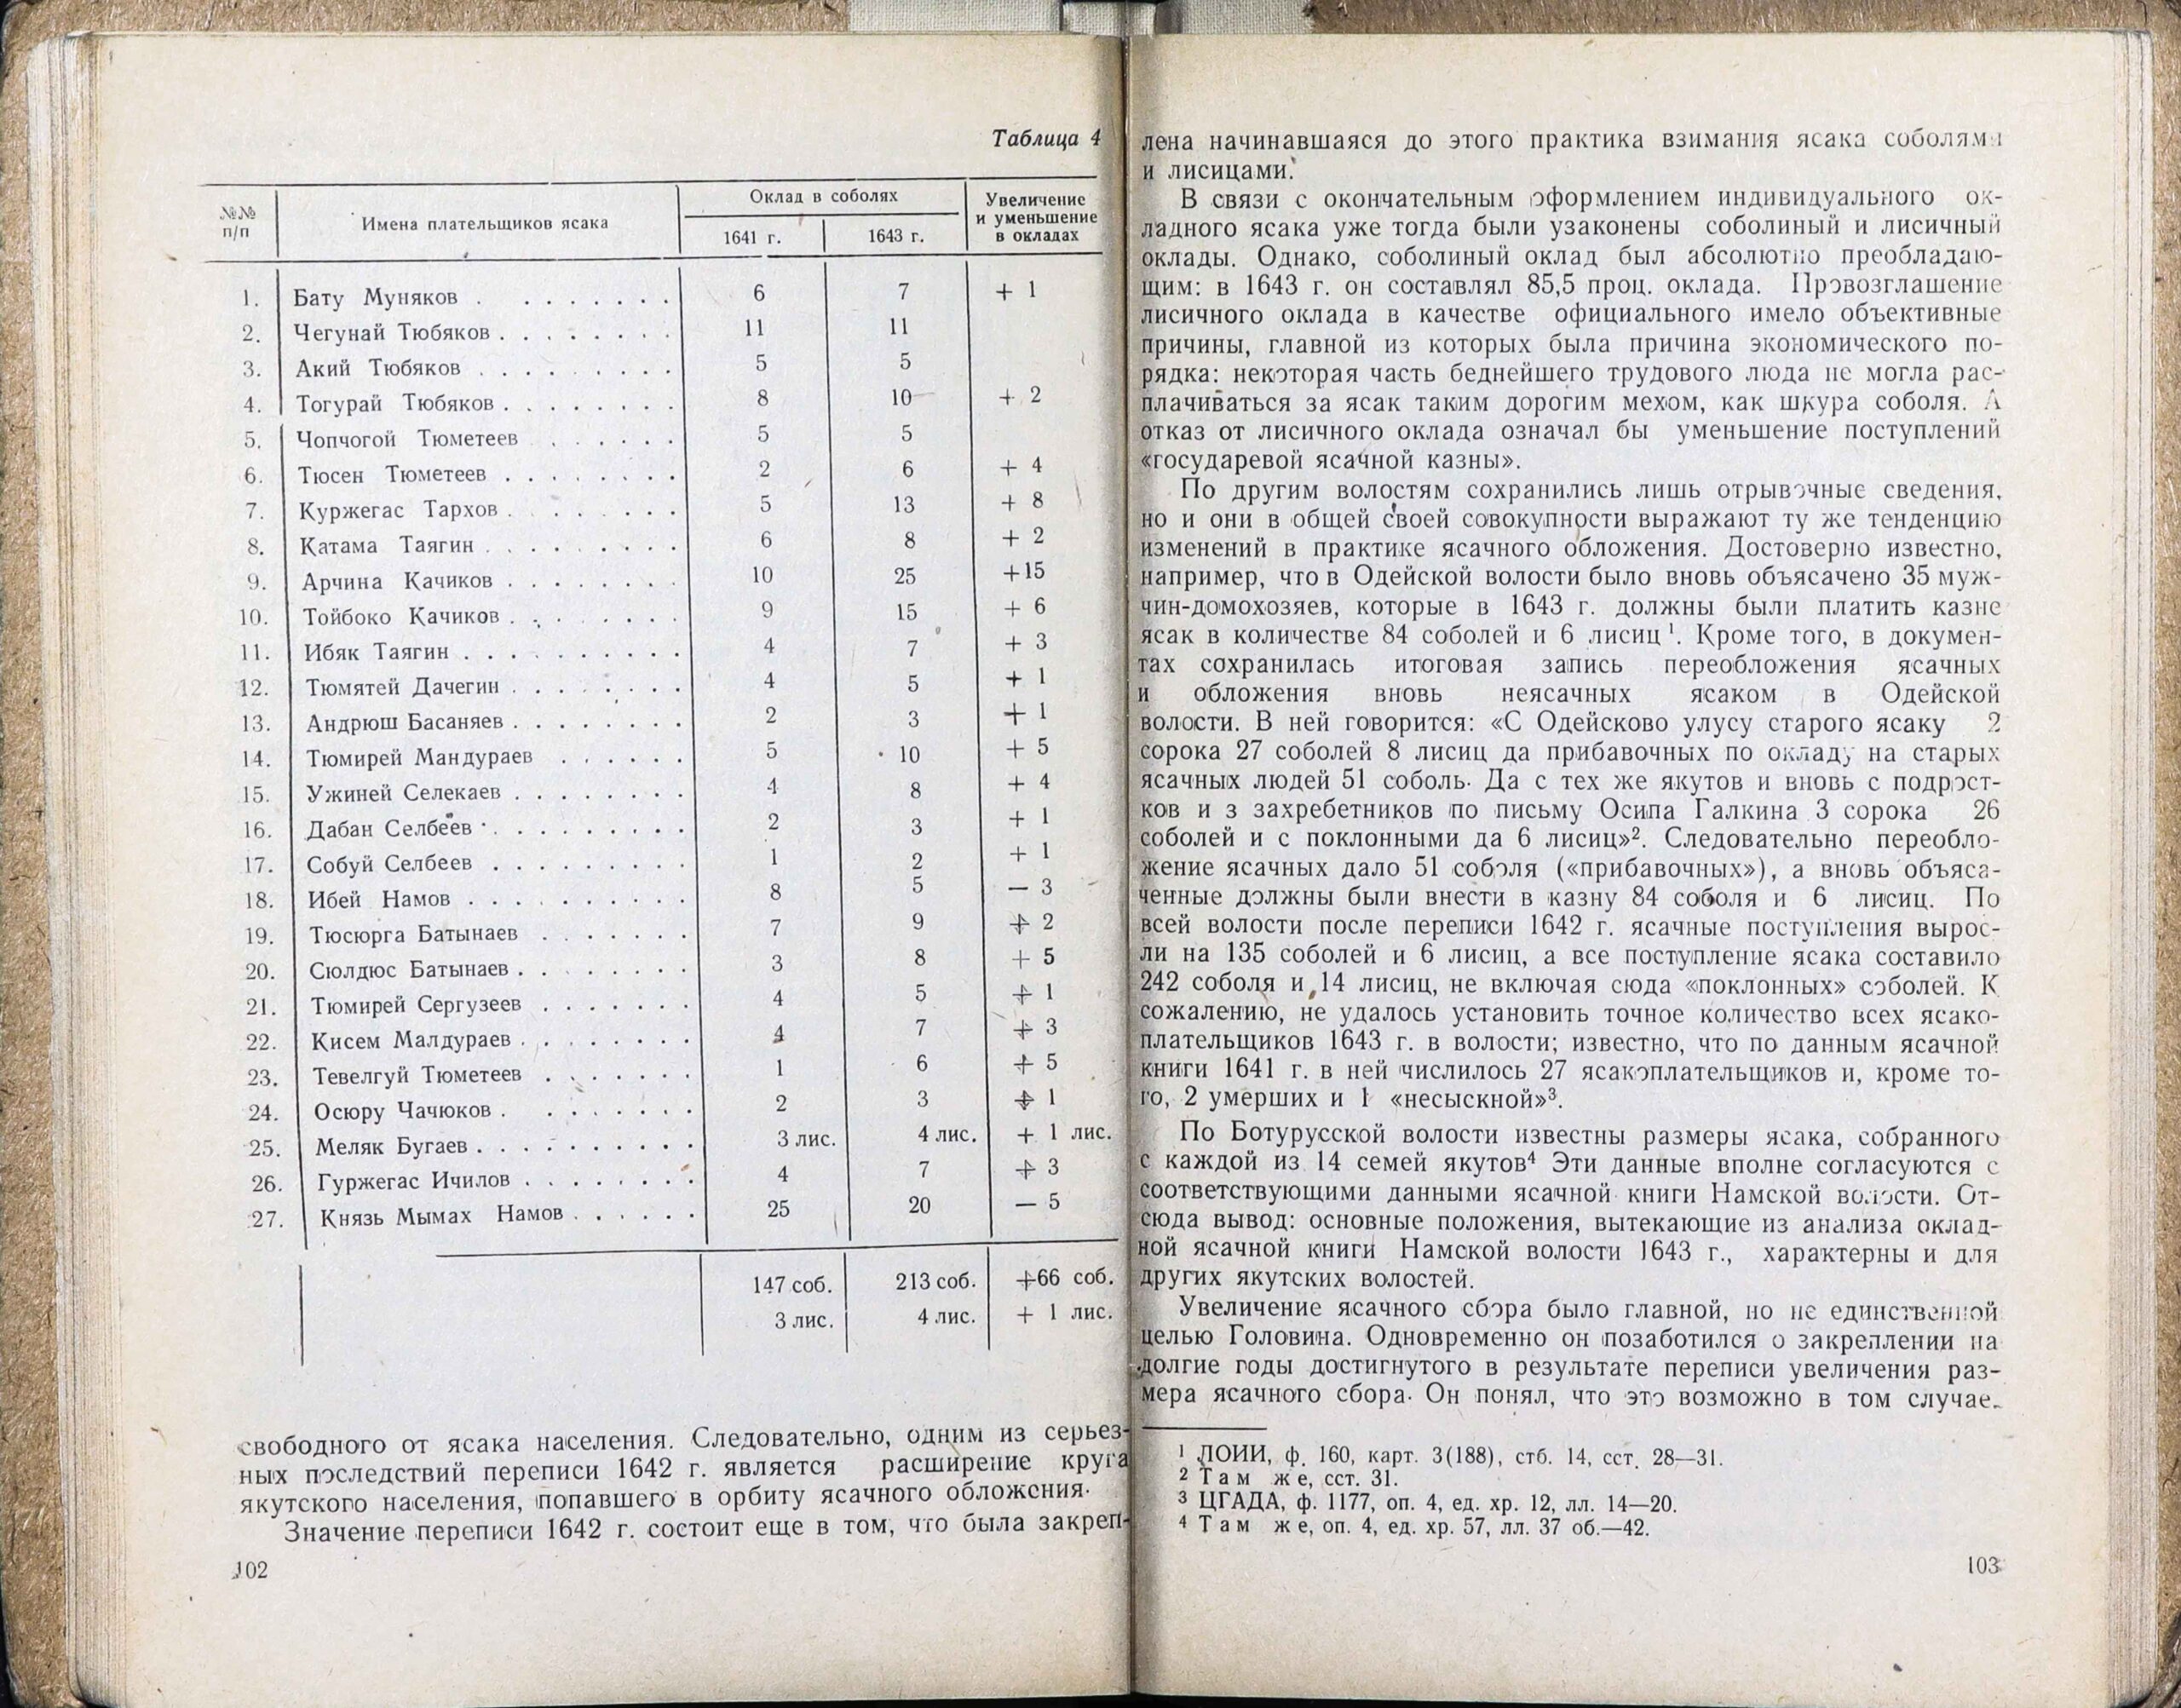 Таблица 4
№№ п/п | Имена плательщиков ясака | Оклад в соболях | Увеличение и уменьшение в окладах
1641 г. | 1643 г.
1. Бату Муняков . . . . . . . . 6 7 + 1
2. Чегунай Тюбяков . . . . . . . . 11 11
3. Акий Тюбяков . . . . . . . . . 5 5
4. Тогурай Тюбяков . . . . . . . . 8 10 + 2
5. Чопчогой Тюметеев . . . . . . 5 5
6. Тюсен Тюметеев . . . . . . . . 2 6 + 4
7. Куржегас Тархов . . . . . . . 5 13 + 8
8. Катама Таягин . . . . . . . . . 6 8 + 2
9. Арчина Качиков . . . . . . . . 10 25 +15
10. Тойбоко Качиков . . . . . . . . 9 15 + 6
11. Ибяк Таягин . . . . . . . . . . 4 7 + 3
12. Тюмятей Дачегин . . . . . . . . 4 5 + 1
13. Андрюш Басаняев . . . . . . . . 2 3 + 1
14. Тюмирей Мандураев . . . . . . 5 10 + 5
15. Ужиней Селекаев . . . . . . . . 4 8 + 4
16. Дабан Селбеев . . . . . . . . . 2 3 + 1
17. Собуй Селбеев . . . . . . . . . 1 2 + 1
18. Ибей Намов . . . . . . . . . . 8 5 — 3
19. Тюсюрга Батынаев . . . . . . . 7 9 + 2
20. Сюлдюс Батынаев . . . . . . . . 3 8 + 5
21. Тюмирей Сергузеев . . . . . . . 4 5 + 1
22. Кисем Малдураев . . . . . . . . 4 7 + 3
23. Тевелгуй Тюметеев . . . . . . . 1 6 + 5
24. Осюру Чачюков . . . . . . . . 2 3 + 1
25. Меляк Бугаев . . . . . . . . . . 3 лис. 4 лис. + 1 лис.
26. Гуржегас Ичилов . . . . . . . . 4 7 + 3
27. Князь Мымах Намов . . . . . . 25 20 — 5
147 соб. 213 соб. +66 соб.
3 лис. 4 лис. + 1 лис.
свободного от ясака населения. Следовательно, одним из серьез-
ных последствий переписи 1642 г. является расширение круга
якутского населения, попавшего в орбиту ясачного обложения.
Значение переписи 1642 г. состоит еще в том, что была закреп-
102
лена начинавшаяся до этого практика взимания ясака соболями
и лисицами.
В связи с окончательным оформлением индивидуального ок-
ладного ясака уже тогда были узаконены соболиный и лисичный
оклады. Однако, соболиный оклад был абсолютно преобладаю-
щим: в 1643 г. он составлял 85,5 проц. оклада. Провозглашение
лисичного оклада в качестве официального имело объективные
причины, главной из которых была причина экономического по-
рядка: некоторая часть беднейшего трудового люда не могла рас-
плачиваться за ясак таким дорогим мехом, как шкура соболя. А
отказ от лисичного оклада означал бы уменьшение поступлений
«государевой ясачной казны».
По другим волостям сохранились лишь отрывочные сведения,
но и они в общей своей совокупности выражают ту же тенденцию
изменений в практике ясачного обложения. Достоверно известно,
например, что в Одейской волости было вновь объясачено 35 муж-
чин-домохозяев, которые в 1643 г. должны были платить казне
ясак в количестве 84 соболей и 6 лисиц¹. Кроме того, в докумен-
тах сохранилась итоговая запись переобложения ясачных
и обложения вновь неясачных ясаком в Одейской
волости. В ней говорится: «С Одейсково улусу старого ясаку 2
сорока 27 соболей 8 лисиц да прибавочных по окладу на старых
ясачных людей 51 соболь. Да с тех же якутов и вновь с подрост-
ков и з захребетников по письму Осипа Галкина 3 сорока 26
соболей и с поклонными да 6 лисиц»². Следовательно переобло-
жение ясачных дало 51 соболя («прибавочных»), а вновь объяса-
ченные должны были внести в казну 84 соболя и 6 лисиц. По
всей волости после переписи 1642 г. ясачные поступления вырос-
ли на 135 соболей и 6 лисиц, а все поступление ясака составило
242 соболя и 14 лисиц, не включая сюда «поклонных» соболей. К
сожалению, не удалось установить точное количество всех ясако-
плательщиков 1643 г. в волости; известно, что по данным ясачной
книги 1641 г. в ней числилось 27 ясакоплательщиков и, кроме то-
го, 2 умерших и 1 «несыскной»³.
По Ботурусской волости известны размеры ясака, собранного
с каждой из 14 семей якутов⁴ Эти данные вполне согласуются с
соответствующими данными ясачной книги Намской волости. От-
сюда вывод: основные положения, вытекающие из анализа оклад-
ной ясачной книги Намской волости 1643 г., характерны и для
других якутских волостей.
Увеличение ясачного сбора было главной, но не единственной
целью Головина. Одновременно он позаботился о закреплении на
долгие годы достигнутого в результате переписи увеличения раз-
мера ясачного сбора. Он понял, что это возможно в том случае,
¹ ЛОИИ, ф. 160, карт. 3(188), стб. 14, сст. 28—31.
² Там же, сст. 31.
³ ЦГАДА, ф. 1177, оп. 4, ед. хр. 12, лл. 14—20.
⁴ Там же, оп. 4, ед. хр. 57, лл. 37 об.—42.
103